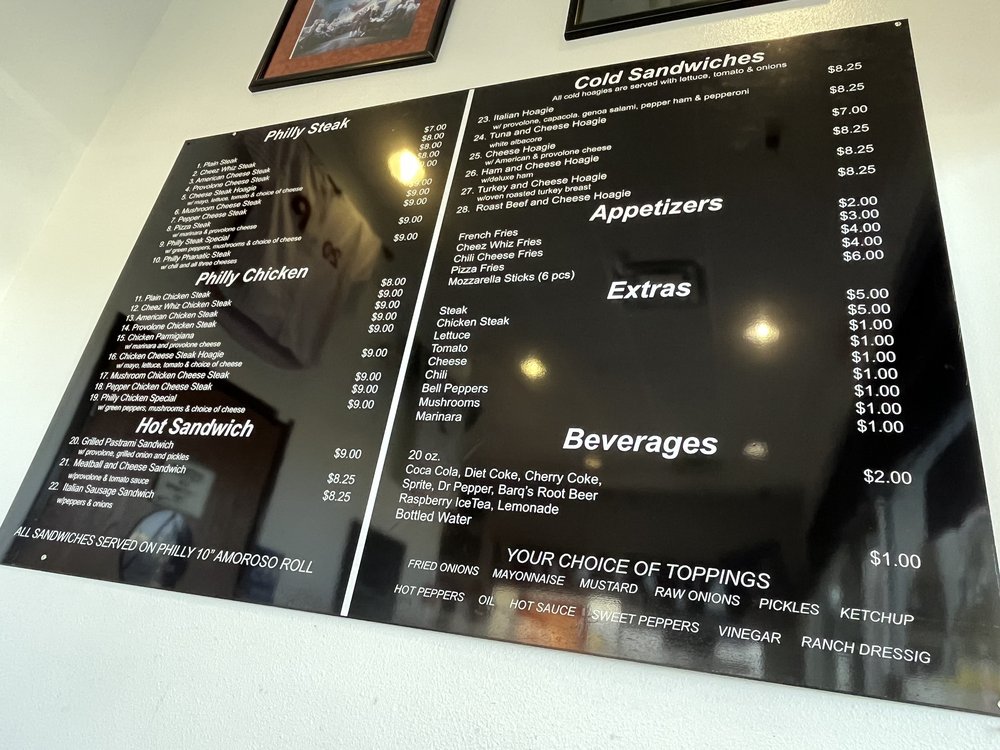 Philly Steak
1. Plain Steak $7.00
2. Cheez Whiz Steak $8.00
3. American Cheese Steak $8.00
4. Provolone Cheese Steak $8.00
5. Cheese Steak Hoagie
w/ mayo, lettuce, tomato & choice of cheese
6. Mushroom Cheese Steak $9.00
7. Pepper Cheese Steak $9.00
8. Pizza Steak $9.00
w/ marinara & provolone cheese
9. Philly Steak Special $9.00
w/ green peppers, mushrooms & choice of cheese
10. Philly Phanatic Steak $9.00
w/ chili and all three cheeses
Philly Chicken
11. Plain Chicken Steak $8.00
12. Cheez Whiz Chicken Steak $9.00
13. American Chicken Steak $9.00
14. Provolone Chicken Steak $9.00
15. Chicken Parmigiana $9.00
w/ marinara and provolone cheese
16. Chicken Cheese Steak Hoagie $9.00
w/ mayo, lettuce, tomato & choice of cheese
17. Mushroom Chicken Cheese Steak $9.00
18. Pepper Chicken Cheese Steak $9.00
19. Philly Chicken Special $9.00
w/ green peppers, mushrooms & choice of cheese
Hot Sandwich
20. Grilled Pastrami Sandwich $9.00
w/ provolone, grilled onion and pickles
21. Meatball and Cheese Sandwich $8.25
w/provolone & tomato sauce
22. Italian Sausage Sandwich $8.25
w/peppers & onions
ALL SANDWICHES SERVED ON PHILLY 10" AMOROSO ROLL
Cold Sandwiches
All cold hoagies are served with lettuce, tomato & onions
23. Italian Hoagie $8.25
w/ provolone, capacola, genoa salami, pepper ham & pepperoni
24. Tuna and Cheese Hoagie $8.25
white albacore
25. Cheese Hoagie $7.00
w/ American & provolone cheese
26. Ham and Cheese Hoagie $8.25
w/deluxe ham
27. Turkey and Cheese Hoagie $8.25
w/oven roasted turkey breast
28. Roast Beef and Cheese Hoagie $8.25
Appetizers
French Fries $2.00
Cheez Whiz Fries $3.00
Chili Cheese Fries $4.00
Pizza Fries $4.00
Mozzarella Sticks (6 pcs) $6.00
Extras
Steak $5.00
Chicken Steak $5.00
Lettuce $1.00
Tomato $1.00
Cheese $1.00
Chili $1.00
Bell Peppers $1.00
Mushrooms $1.00
Marinara $1.00
Beverages
20 oz. $2.00
Coca Cola, Diet Coke, Cherry Coke,
Sprite, Dr Pepper, Barq's Root Beer
Raspberry IceTea, Lemonade
Bottled Water $1.00
YOUR CHOICE OF TOPPINGS
FRIED ONIONS MAYONNAISE MUSTARD RAW ONIONS PICKLES KETCHUP
HOT PEPPERS OIL HOT SAUCE SWEET PEPPERS VINEGAR RANCH DRESSIG